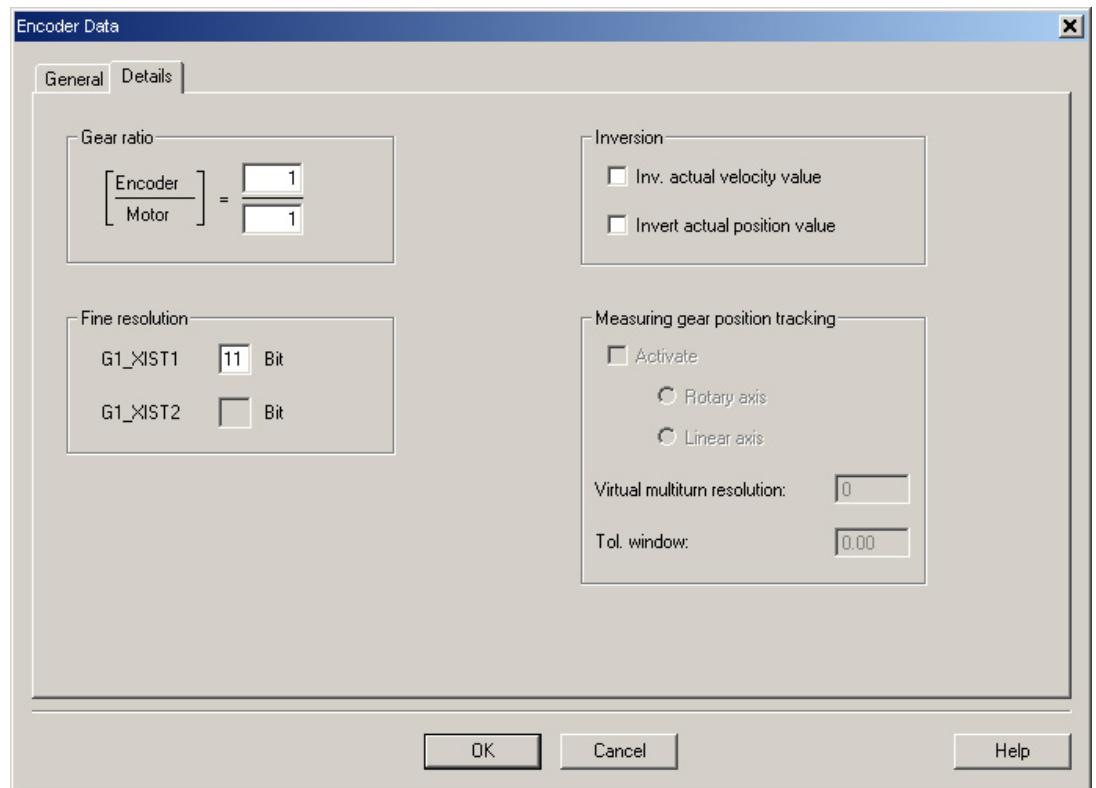 Encoder Data
General
Details
Gear ratio
Encoder
Motor
=
1
1
Inversion
Inv. actual velocity value
Invert actual position value
Fine resolution
G1_XIST1 11 Bit
G1_XIST2 Bit
Measuring gear position tracking
Activate
Rotary axis
Linear axis
Virtual multiturn resolution: 0
Tol. window: 0.00
OK
Cancel
Help